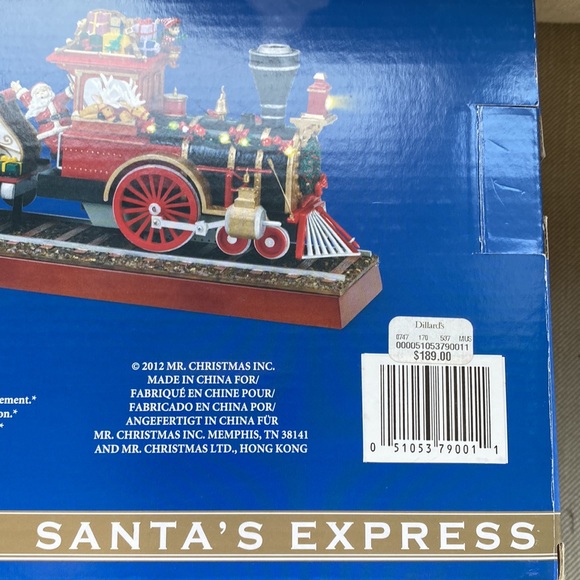 Dillard's
0747 170 507 MUS
000051053790011
$189.00
© 2012 MR. CHRISTMAS INC.
MADE IN CHINA FOR/
FABRIQUÉ EN CHINE POUR/
FABRICADO EN CHINA POR/
ANGEFERTIGT IN CHINA FÜR
MR. CHRISTMAS INC. MEMPHIS, TN 38141
AND MR. CHRISTMAS LTD., HONG KONG
ement.*
on.*
*
0 51053 79001 1
SANTA'S EXPRESS